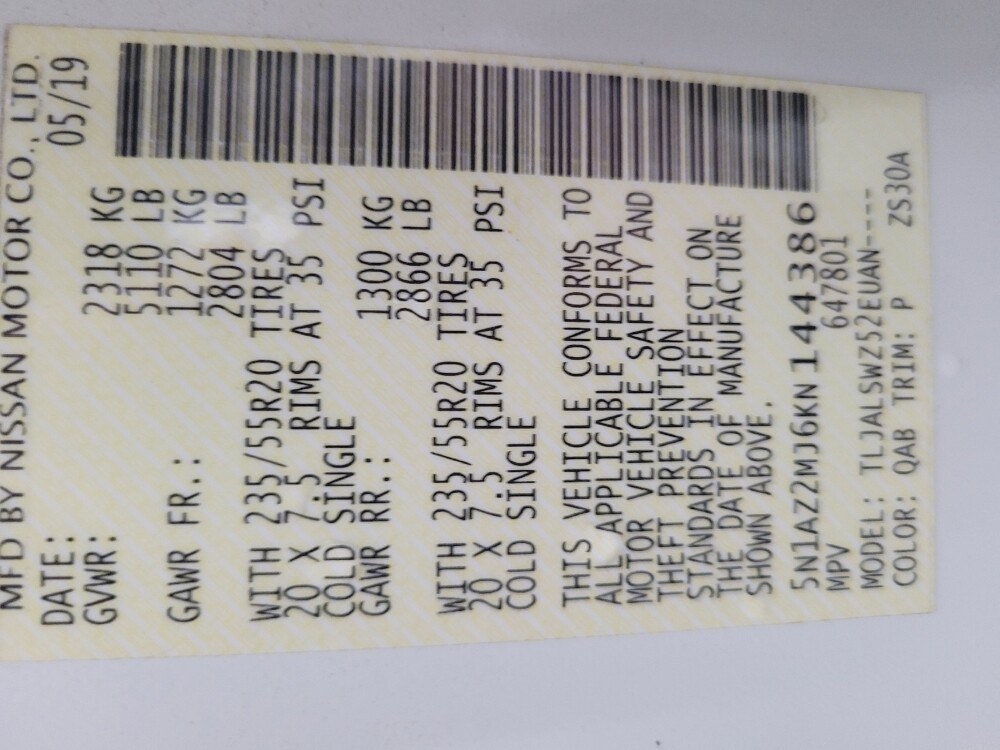 MFD BY NISSAN MOTOR CO., LTD.
DATE: 05/19
GVWR: 2318 KG
5110 LB
GAWR FR.: 1272 KG
2804 LB
WITH 235/55R20 TIRES
20 X 7.5 RIMS AT 35 PSI
COLD SINGLE
GAWR RR.: 1300 KG
2866 LB
WITH 235/55R20 TIRES
20 X 7.5 RIMS AT 35 PSI
COLD SINGLE
THIS VEHICLE CONFORMS TO
ALL APPLICABLE FEDERAL
MOTOR VEHICLE SAFETY AND
THEFT PREVENTION
STANDARDS IN EFFECT ON
THE DATE OF MANUFACTURE
SHOWN ABOVE.
5N1AZ2MJ6KN144386
MPV 647801
MODEL: TLJALSWZ52EUAN----
COLOR: QAB TRIM: P ZS30A